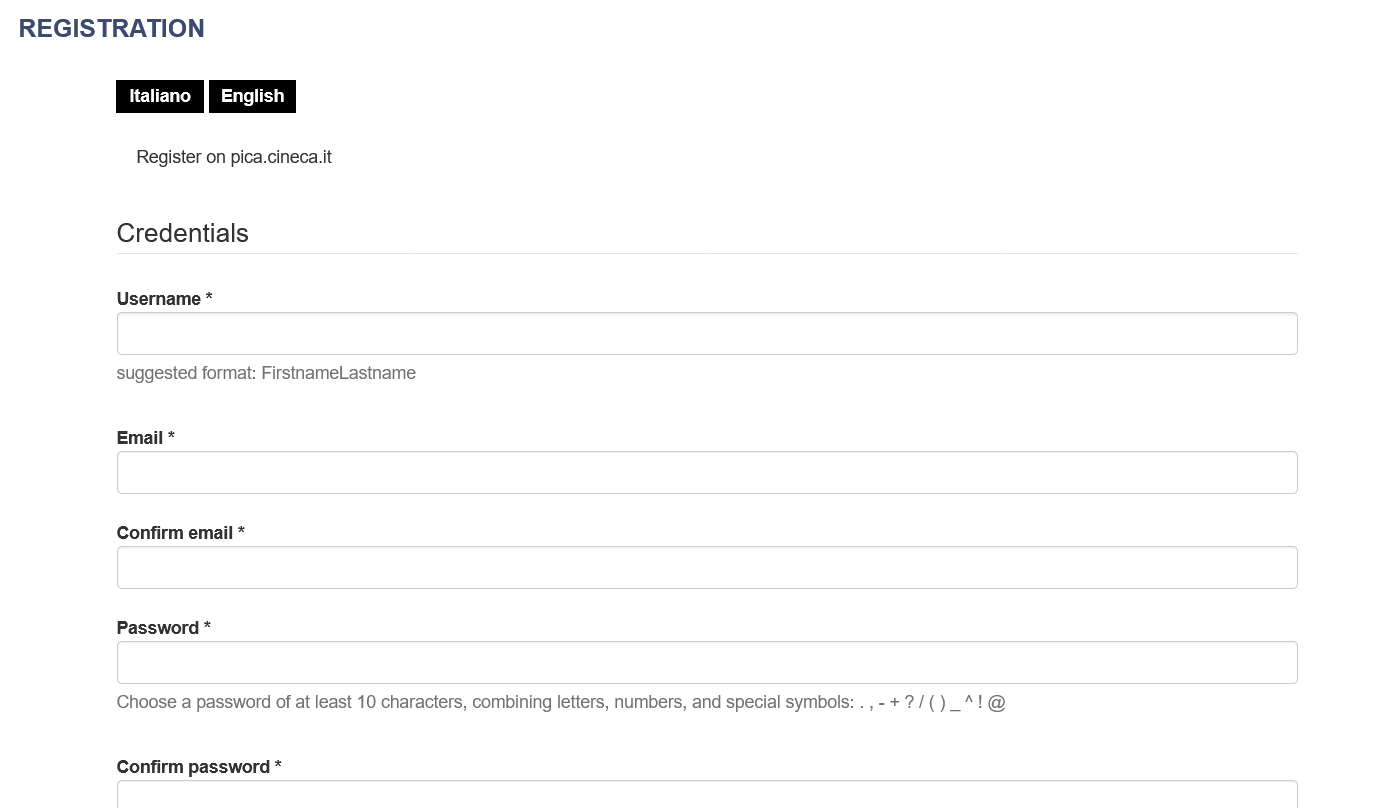 REGISTRATION
Italiano English
Register on pica.cineca.it
Credentials
Username *
suggested format: FirstnameLastname
Email *
Confirm email *
Password *
Choose a password of at least 10 characters, combining letters, numbers, and special symbols: . , - + ? / ( ) _ ^ ! @
Confirm password *